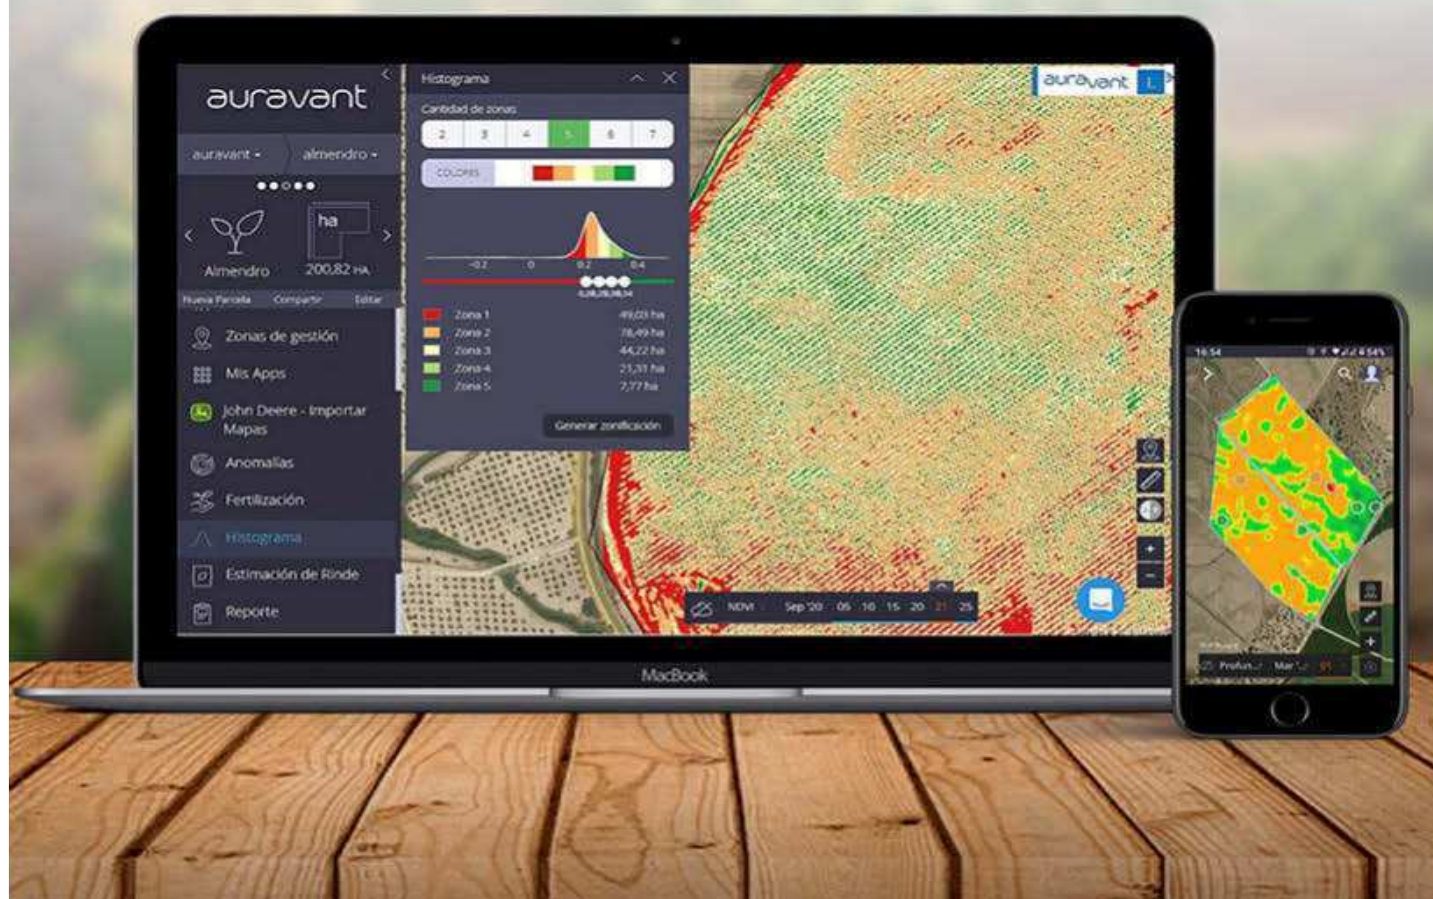 auravant
auravant
almendro
ha
Almendro
200,82 HA
Nueva Parcela Compartir Editar
Zonas de gestión
Mis Apps
John Deere - Importar
Mapas
Anomalías
Fertilización
Histograma
Estimación de Rinde
Reporte
Histograma
Cantidad de zonas
2 3 4 5 6 7
COLORES
-0.2 0 0.2 0.4
Zona 1 49,03 ha
Zona 2 78,49 ha
Zona 3 44,22 ha
Zona 4 21,31 ha
Zona 5 7,77 ha
Generar zonificación
auravant
NDVI Sep '20 05 10 15 20 21 25
MacBook
16:54
54%
Profun... Mar 01